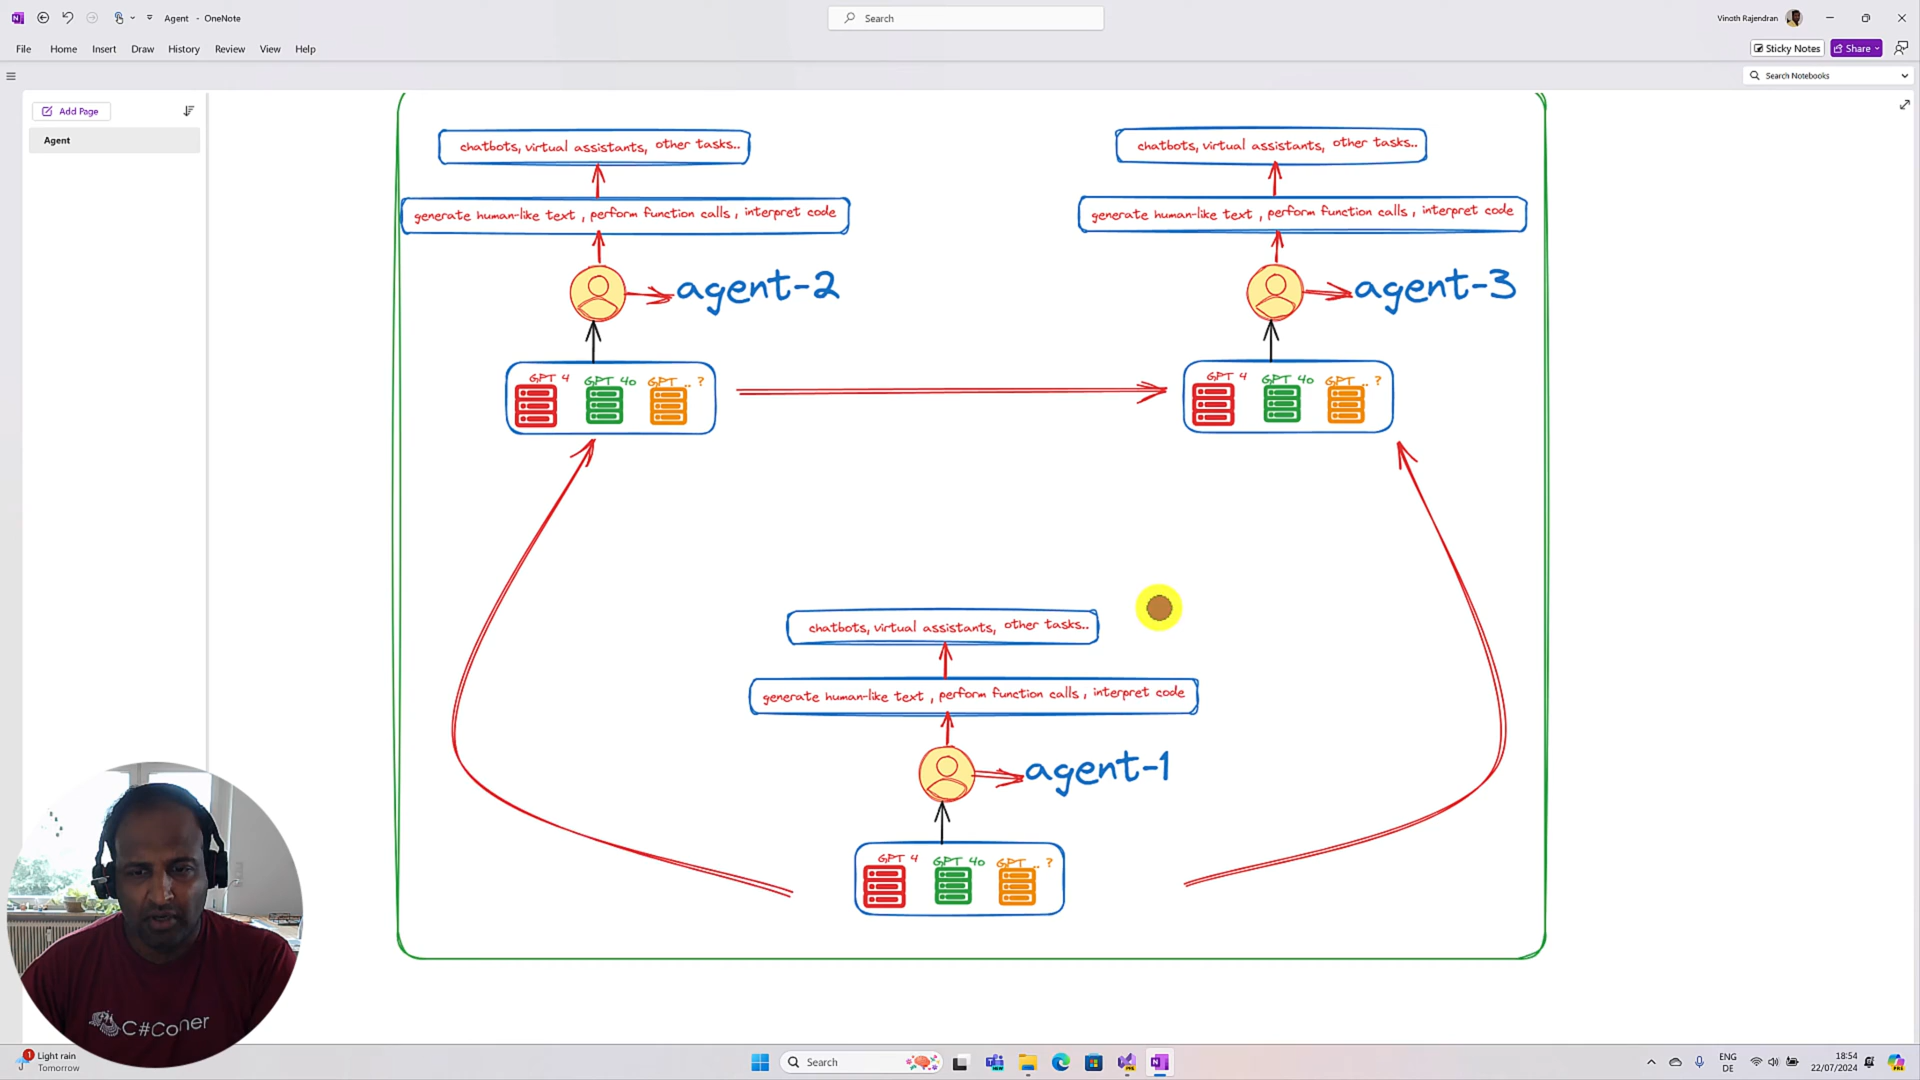 Agent - OneNote
Search
Vinoth Rajendran
File
Home
Insert
Draw
History
Review
View
Help
Sticky Notes
Share
Search Notebooks
Add Page
Agent
chatbots, virtual assistants, other tasks..
generate human-like text , perform function calls , interpret code
agent-2
GPT 4
GPT 4o
GPT .. ?
chatbots, virtual assistants, other tasks..
generate human-like text , perform function calls , interpret code
agent-3
GPT 4
GPT 4o
GPT .. ?
chatbots, virtual assistants, other tasks..
generate human-like text , perform function calls , interpret code
agent-1
GPT 4
GPT 4o
GPT .. ?
C#Corner
1
Light rain
Tomorrow
Search
NEW
PRE
ENG
DE
18:54
22/07/2024
PRE